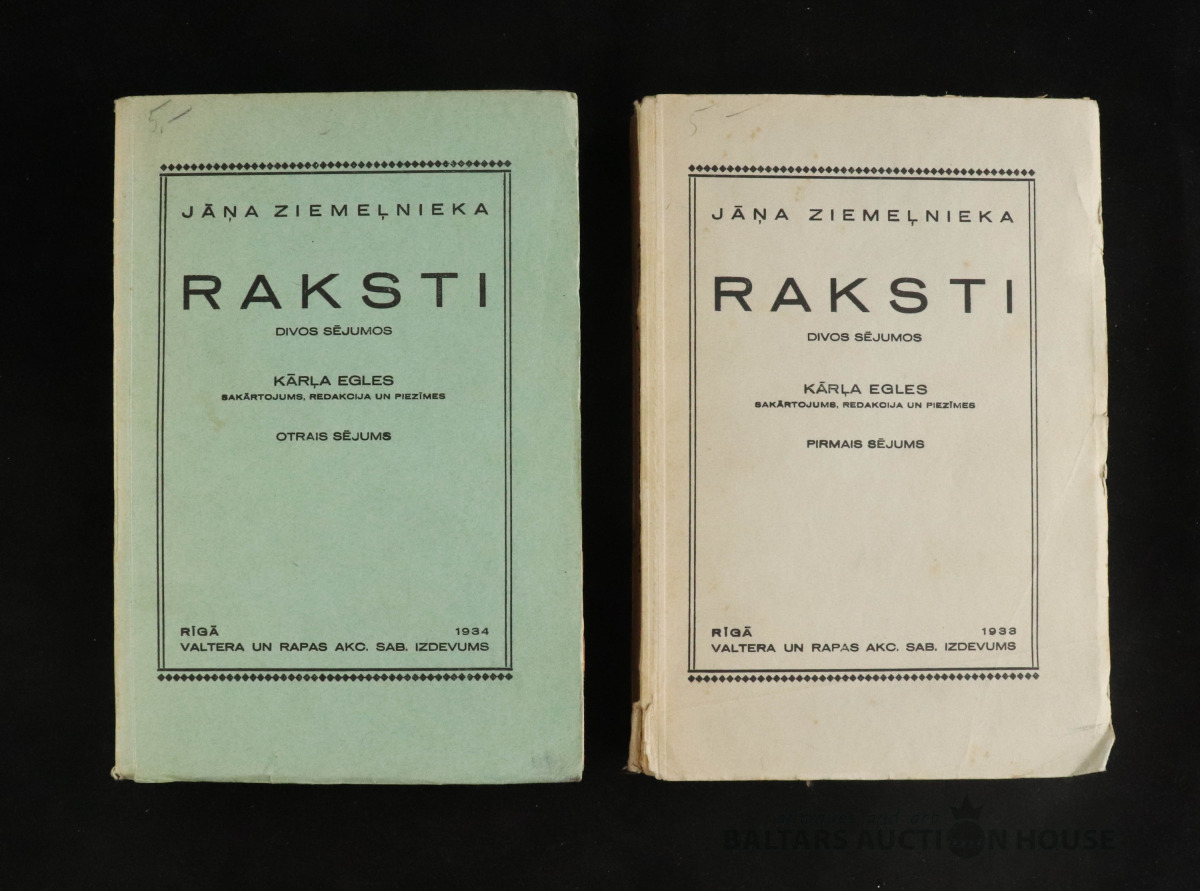 5,–
JĀŅA ZIEMEĻNIEKA
RAKSTI
DIVOS SĒJUMOS
KĀRĻA EGLES
SAKĀRTOJUMS, REDAKCIJA UN PIEZĪMES
OTRAIS SĒJUMS
RĪGĀ 1934
VALTERA UN RAPAS AKC. SAB. IZDEVUMS
5 –
JĀŅA ZIEMEĻNIEKA
RAKSTI
DIVOS SĒJUMOS
KĀRĻA EGLES
SAKĀRTOJUMS, REDAKCIJA UN PIEZĪMES
PIRMAIS SĒJUMS
RĪGĀ 1933
VALTERA UN RAPAS AKC. SAB. IZDEVUMS
BALTARS AUCTION HOUSE